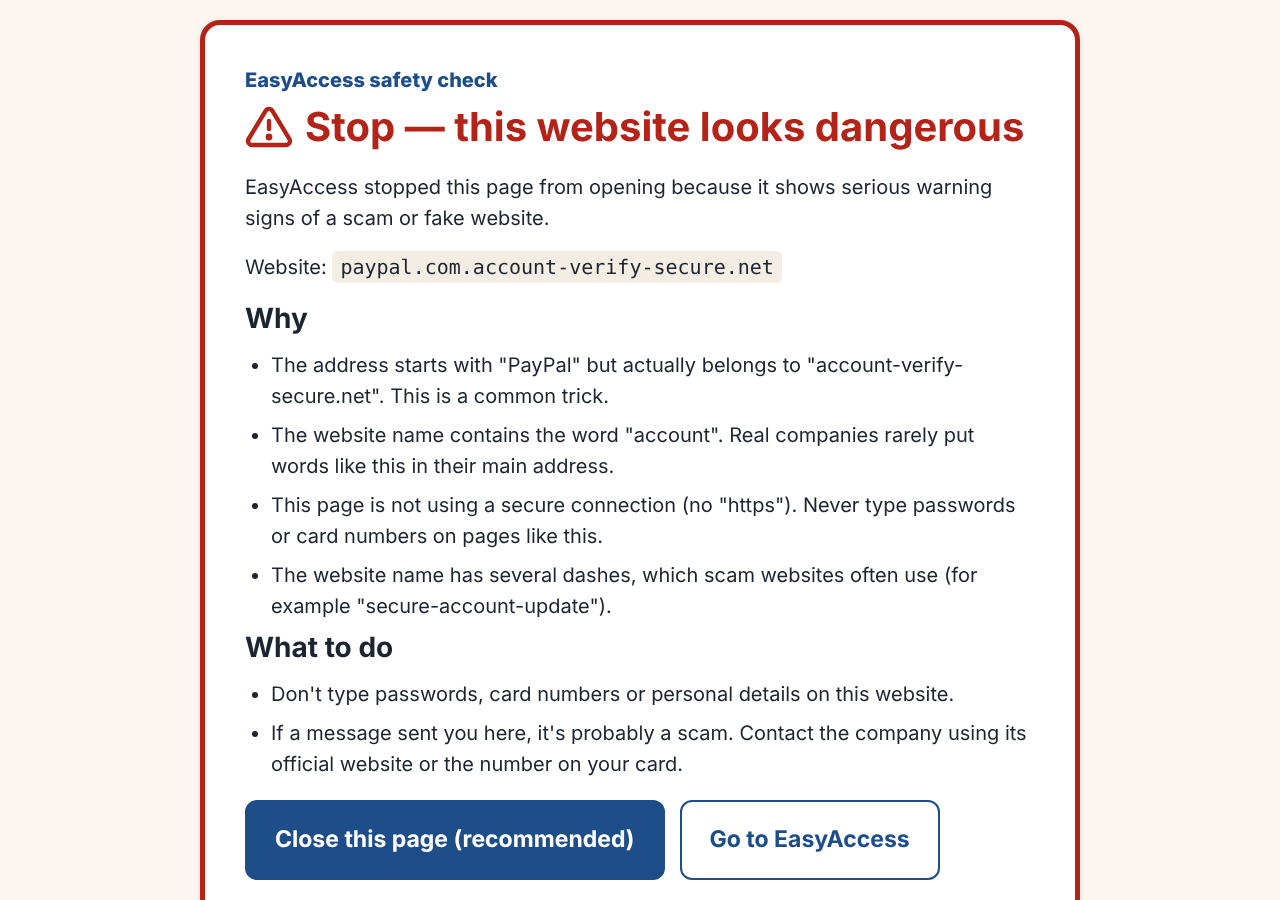 EasyAccess safety check
Stop — this website looks dangerous
EasyAccess stopped this page from opening because it shows serious warning
signs of a scam or fake website.
Website: paypal.com.account-verify-secure.net
Why
• The address starts with "PayPal" but actually belongs to "account-verify-
secure.net". This is a common trick.
• The website name contains the word "account". Real companies rarely put
words like this in their main address.
• This page is not using a secure connection (no "https"). Never type passwords
or card numbers on pages like this.
• The website name has several dashes, which scam websites often use (for
example "secure-account-update").
What to do
• Don't type passwords, card numbers or personal details on this website.
• If a message sent you here, it's probably a scam. Contact the company using its
official website or the number on your card.
Close this page (recommended)
Go to EasyAccess